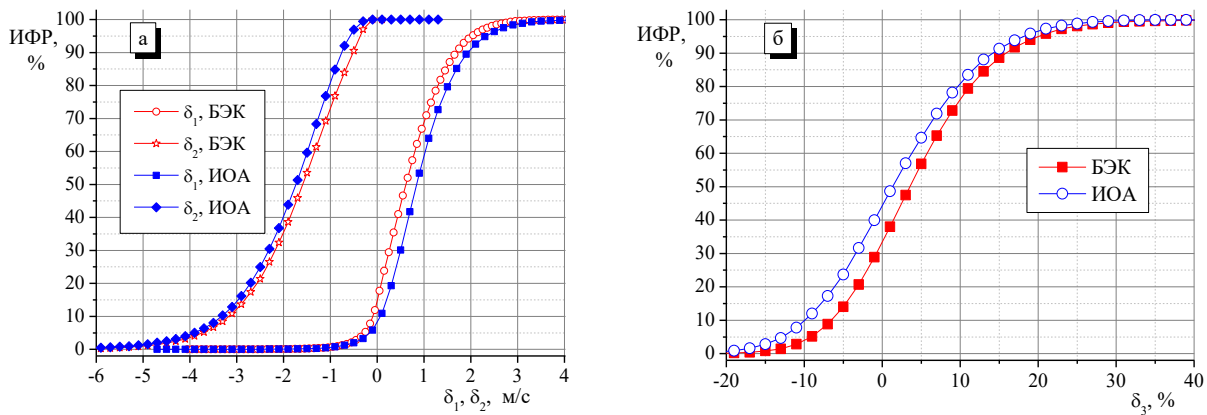 ИФР,
%
100
90
80
70
60
50
40
30
20
10
0
а
δ1, БЭК
δ2, БЭК
δ1, ИОА
δ2, ИОА
-6 -5 -4 -3 -2 -1 0 1 2 3 4
δ1, δ2, м/с
ИФР,
%
100
90
80
70
60
50
40
30
20
10
0
б
БЭК
ИОА
-20 -10 0 10 20 30 40
δ3, %